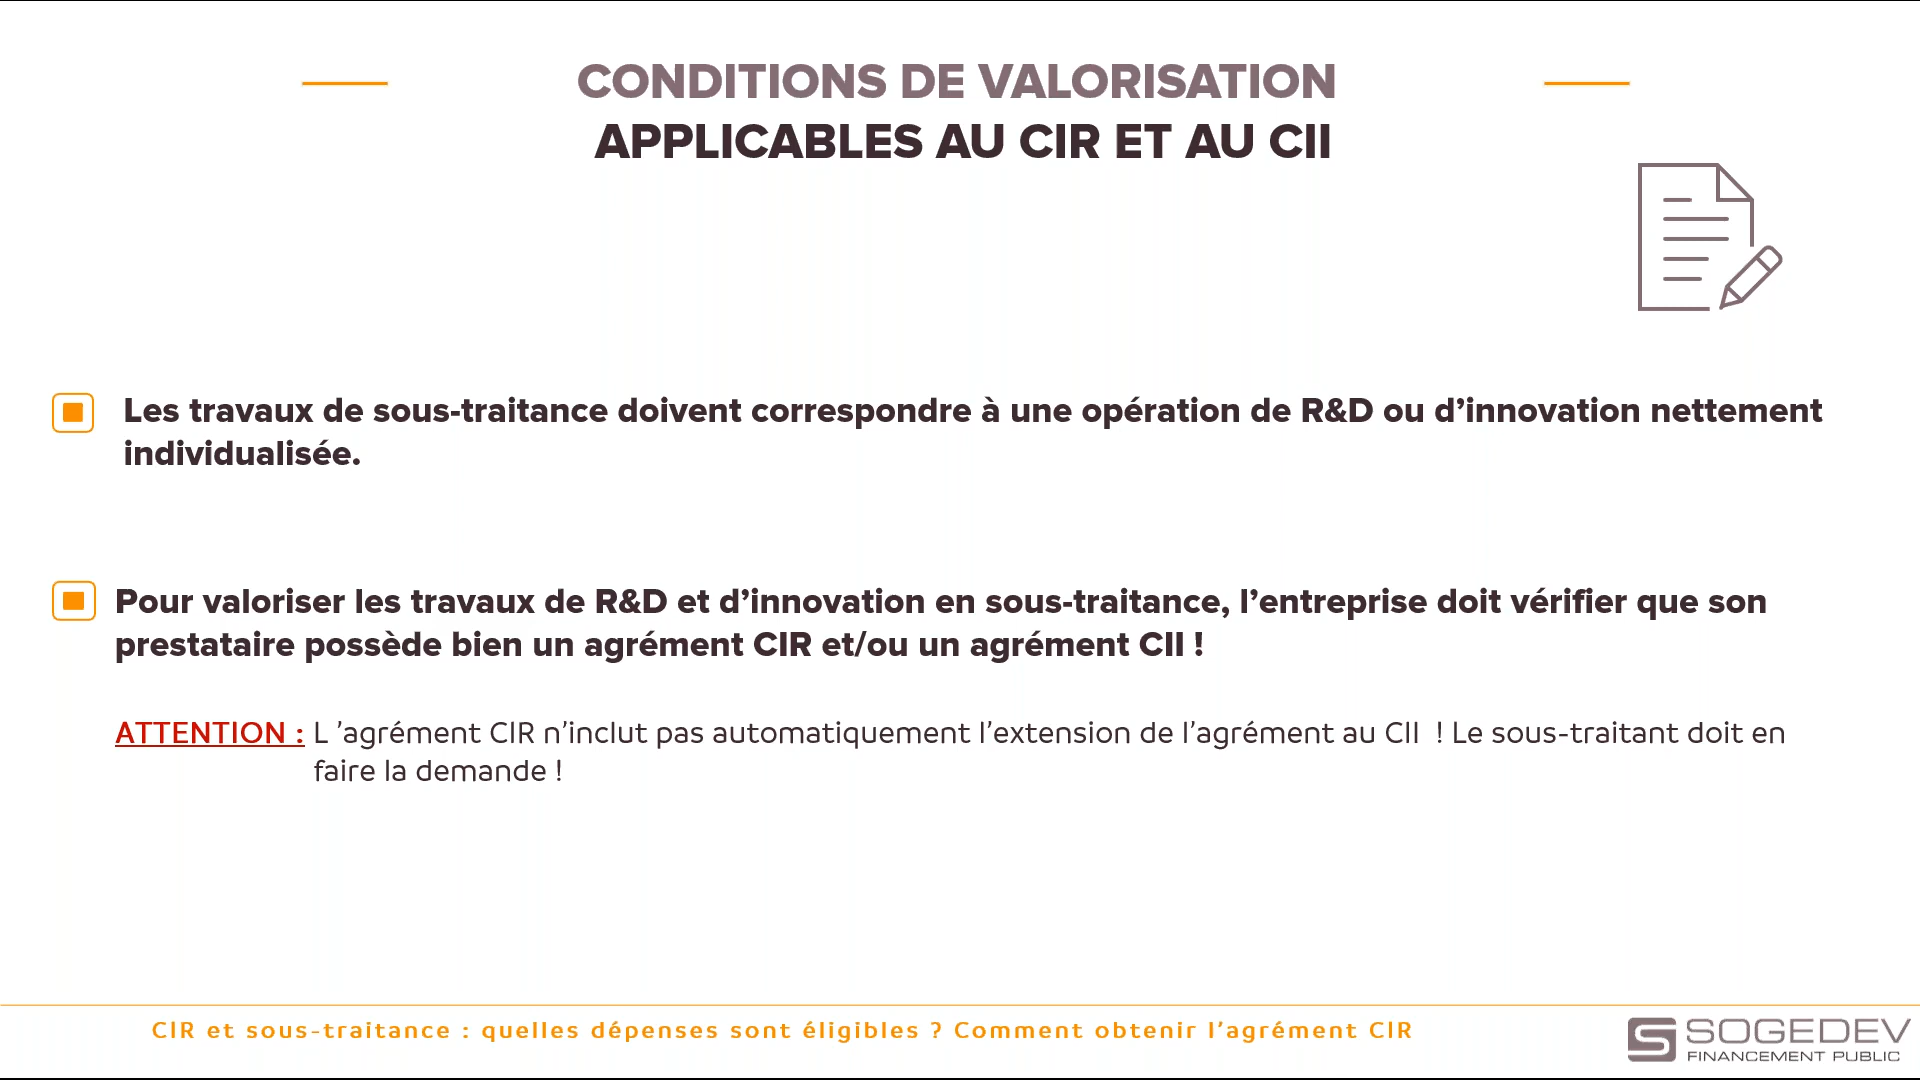 CONDITIONS DE VALORISATION
APPLICABLES AU CIR ET AU CII
Les travaux de sous-traitance doivent correspondre à une opération de R&D ou d’innovation nettement
individualisée.
Pour valoriser les travaux de R&D et d’innovation en sous-traitance, l’entreprise doit vérifier que son
prestataire possède bien un agrément CIR et/ou un agrément CII !
ATTENTION : L ’agrément CIR n’inclut pas automatiquement l’extension de l’agrément au CII ! Le sous-traitant doit en
faire la demande !
CIR et sous-traitance : quelles dépenses sont éligibles ? Comment obtenir l’agrément CIR
SOGEDEV
FINANCEMENT PUBLIC